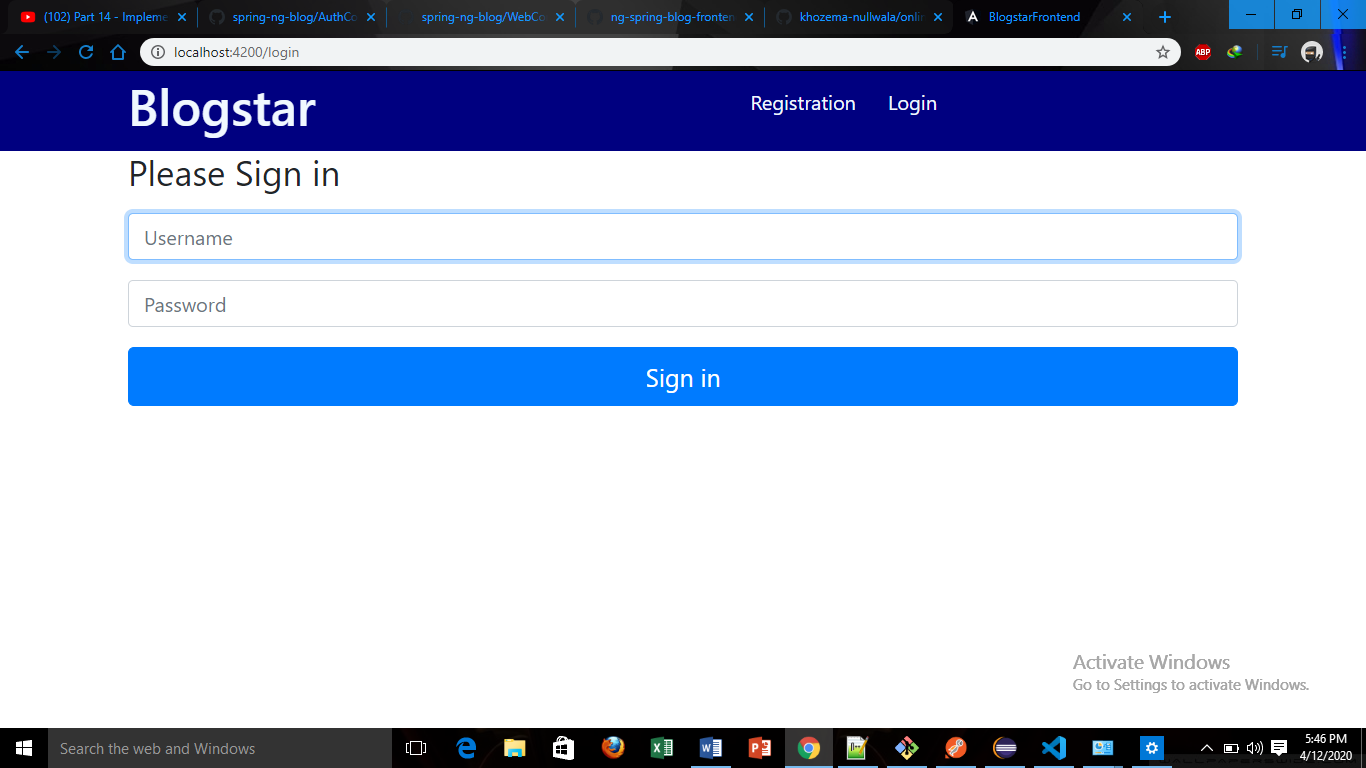 (102) Part 14 - Impleme
spring-ng-blog/AuthCo
spring-ng-blog/WebCo
ng-spring-blog-fronten
khozema-nullwala/onlin
BlogstarFrontend
localhost:4200/login
ABP
Blogstar
Registration
Login
Please Sign in
Username
Password
Sign in
Activate Windows
Go to Settings to activate Windows.
Search the web and Windows
5:46 PM
4/12/2020